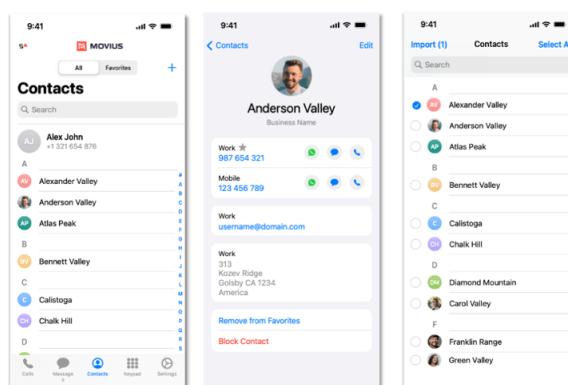 9:41
MOVIUS
All Favorites
Contacts
Search
AJ Alex John
+1 321 654 876
A
AV Alexander Valley
Anderson Valley
AP Atlas Peak
B
BV Bennett Valley
C
C Calistoga
CH Chalk Hill
D
A
B
C
D
E
F
G
H
I
J
K
L
M
N
O
P
Q
R
S
Calls Message Contacts Keypad Settings
9:41
Contacts Edit
Anderson Valley
Business Name
Work
987 654 321
Mobile
123 456 789
Work
username@domain.com
Work
313
Kozev Ridge
Golsby CA 1234
America
Remove from Favorites
Block Contact
9:41
Import (1) Contacts Select A
Search
A
AV Alexander Valley
Anderson Valley
AP Atlas Peak
B
BV Bennett Valley
C
C Calistoga
CH Chalk Hill
D
DM Diamond Mountain
Carol Valley
F
Franklin Range
Green Valley